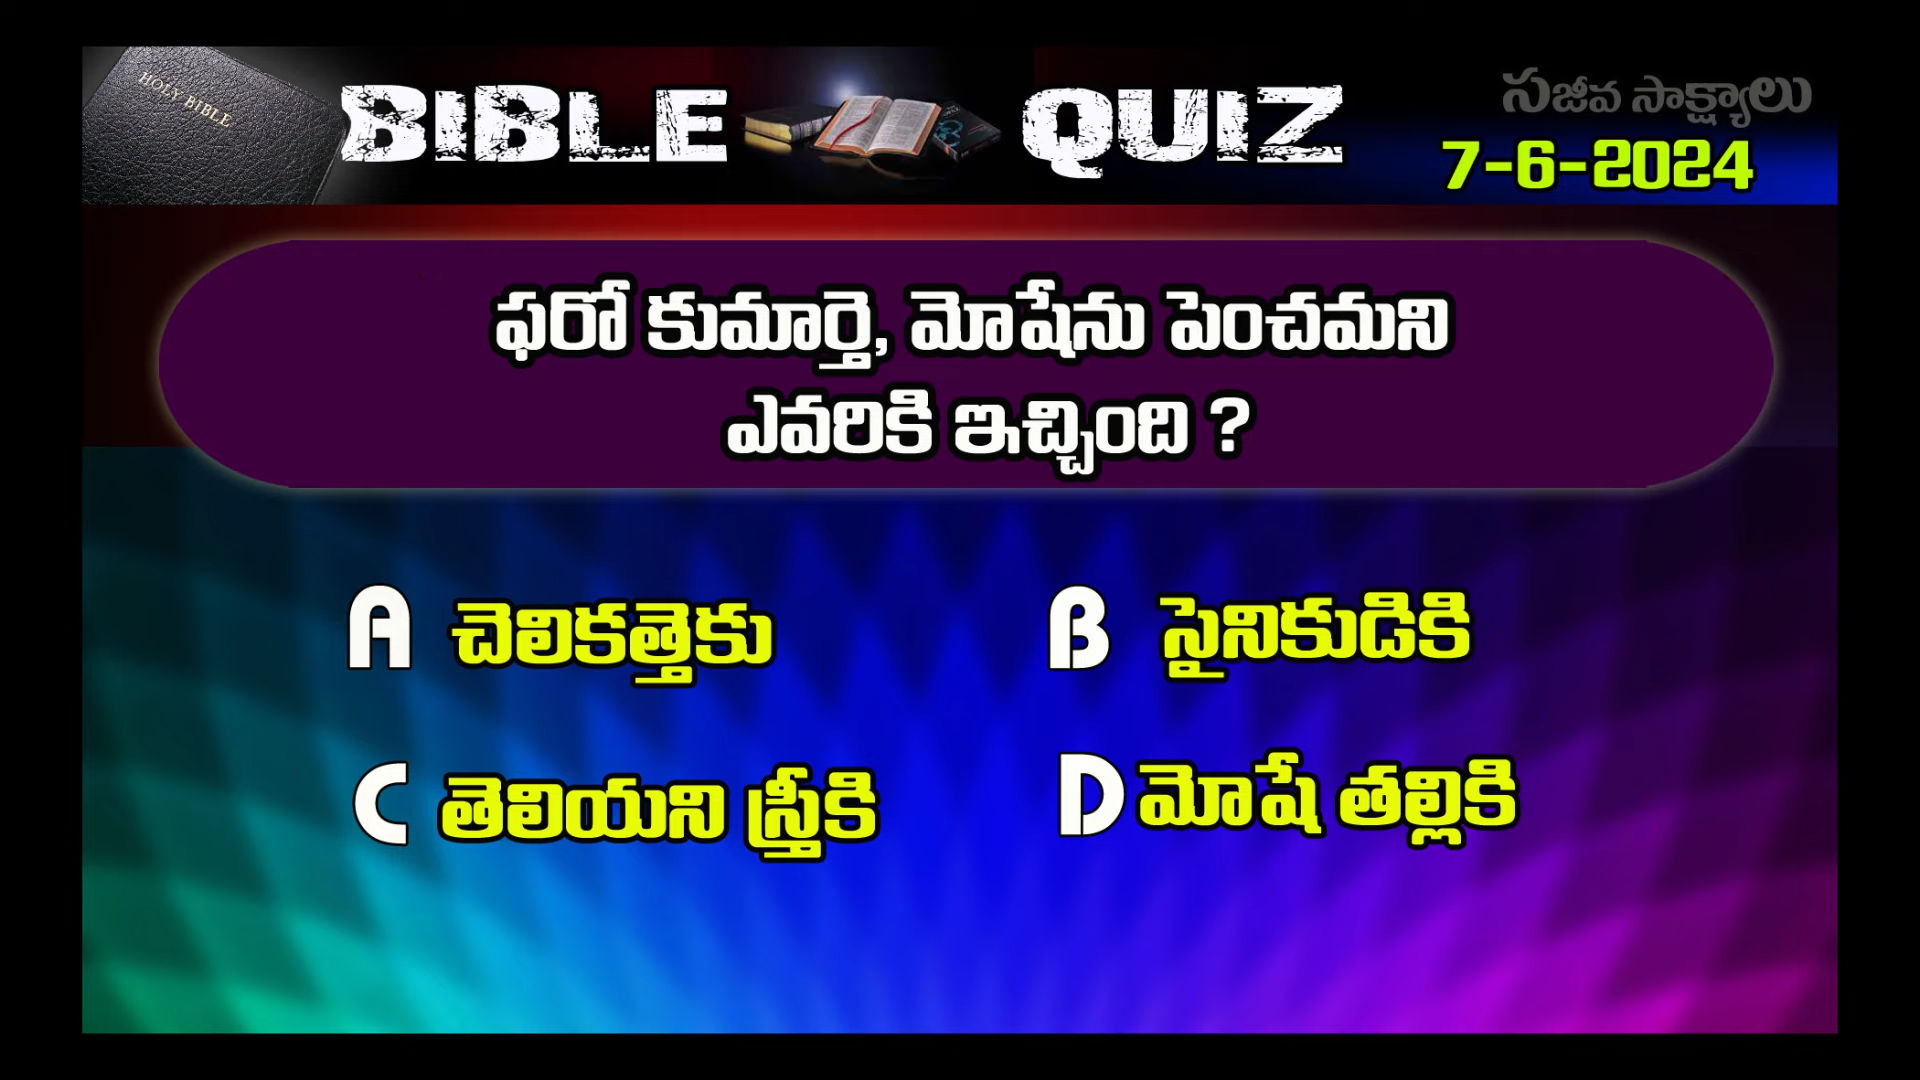 HOLY BIBLE
BIBLE QUIZ
సజీవ సాక్ష్యాలు
7-6-2024
ఫరో కుమార్తె, మోషేను పెంచమని
ఎవరికి ఇచ్చింది ?
A చెలికత్తెకు
B సైనికుడికి
C తెలియని స్త్రీకి
D మోషే తల్లికి